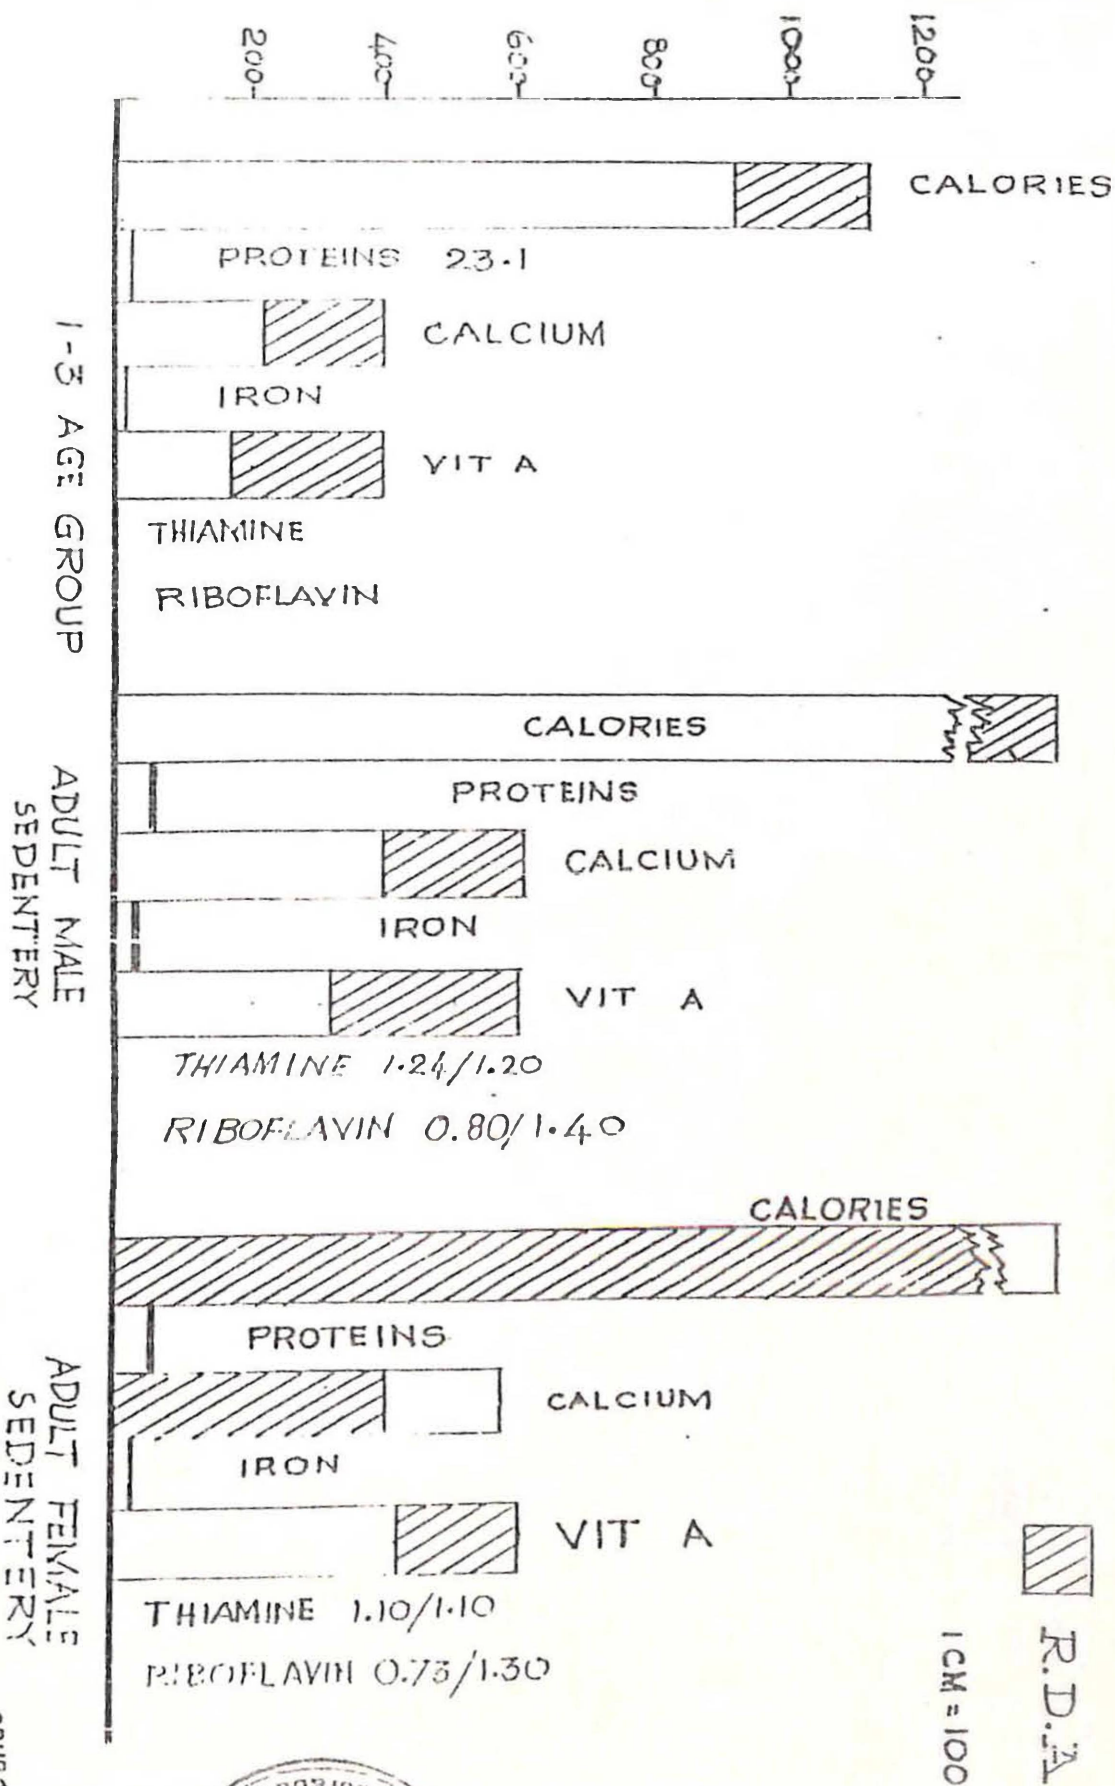 200
400
600
800
1000
1200
CALORIES
PROTEINS 23.1
CALCIUM
IRON
VIT A
THIAMINE
RIBOFLAVIN
1-3 AGE GROUP
CALORIES
PROTEINS
CALCIUM
IRON
VIT A
THIAMINE 1.24/1.20
RIBOFLAVIN 0.80/1.40
ADULT MALE
SEDENTERY
CALORIES
PROTEINS
CALCIUM
IRON
VIT A
THIAMINE 1.10/1.10
RIBOFLAVIN 0.73/1.30
ADULT FEMALE
SEDENTERY
R.D.A
1 CM = 100